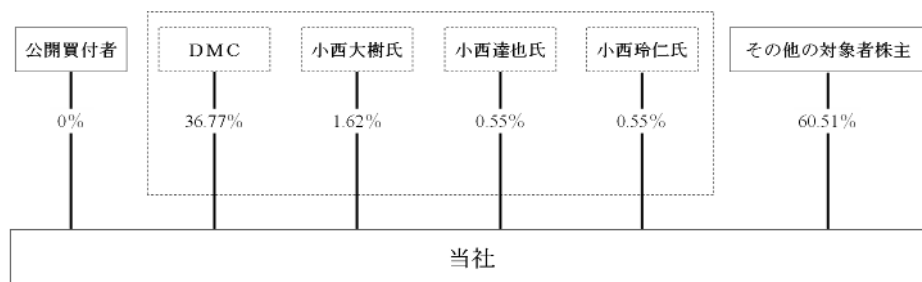 公開買付者
DMC
小西大樹氏
小西達也氏
小西玲仁氏
その他の対象者株主
0%
36.77%
1.62%
0.55%
0.55%
60.51%
当社